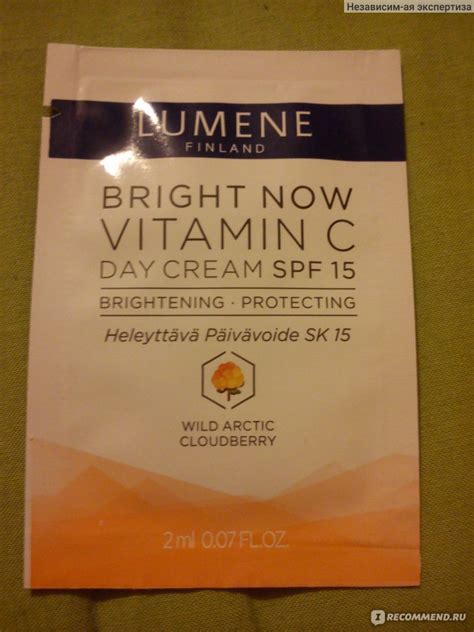 Независим-ая экспертиза
LUMENE
FINLAND
BRIGHT NOW
VITAMIN C
DAY CREAM SPF 15
BRIGHTENING · PROTECTING
Heleyttävä Päivävoide SK 15
WILD ARCTIC
CLOUDBERRY
2 ml 0.07 FL.OZ.
I RECOMMEND.RU